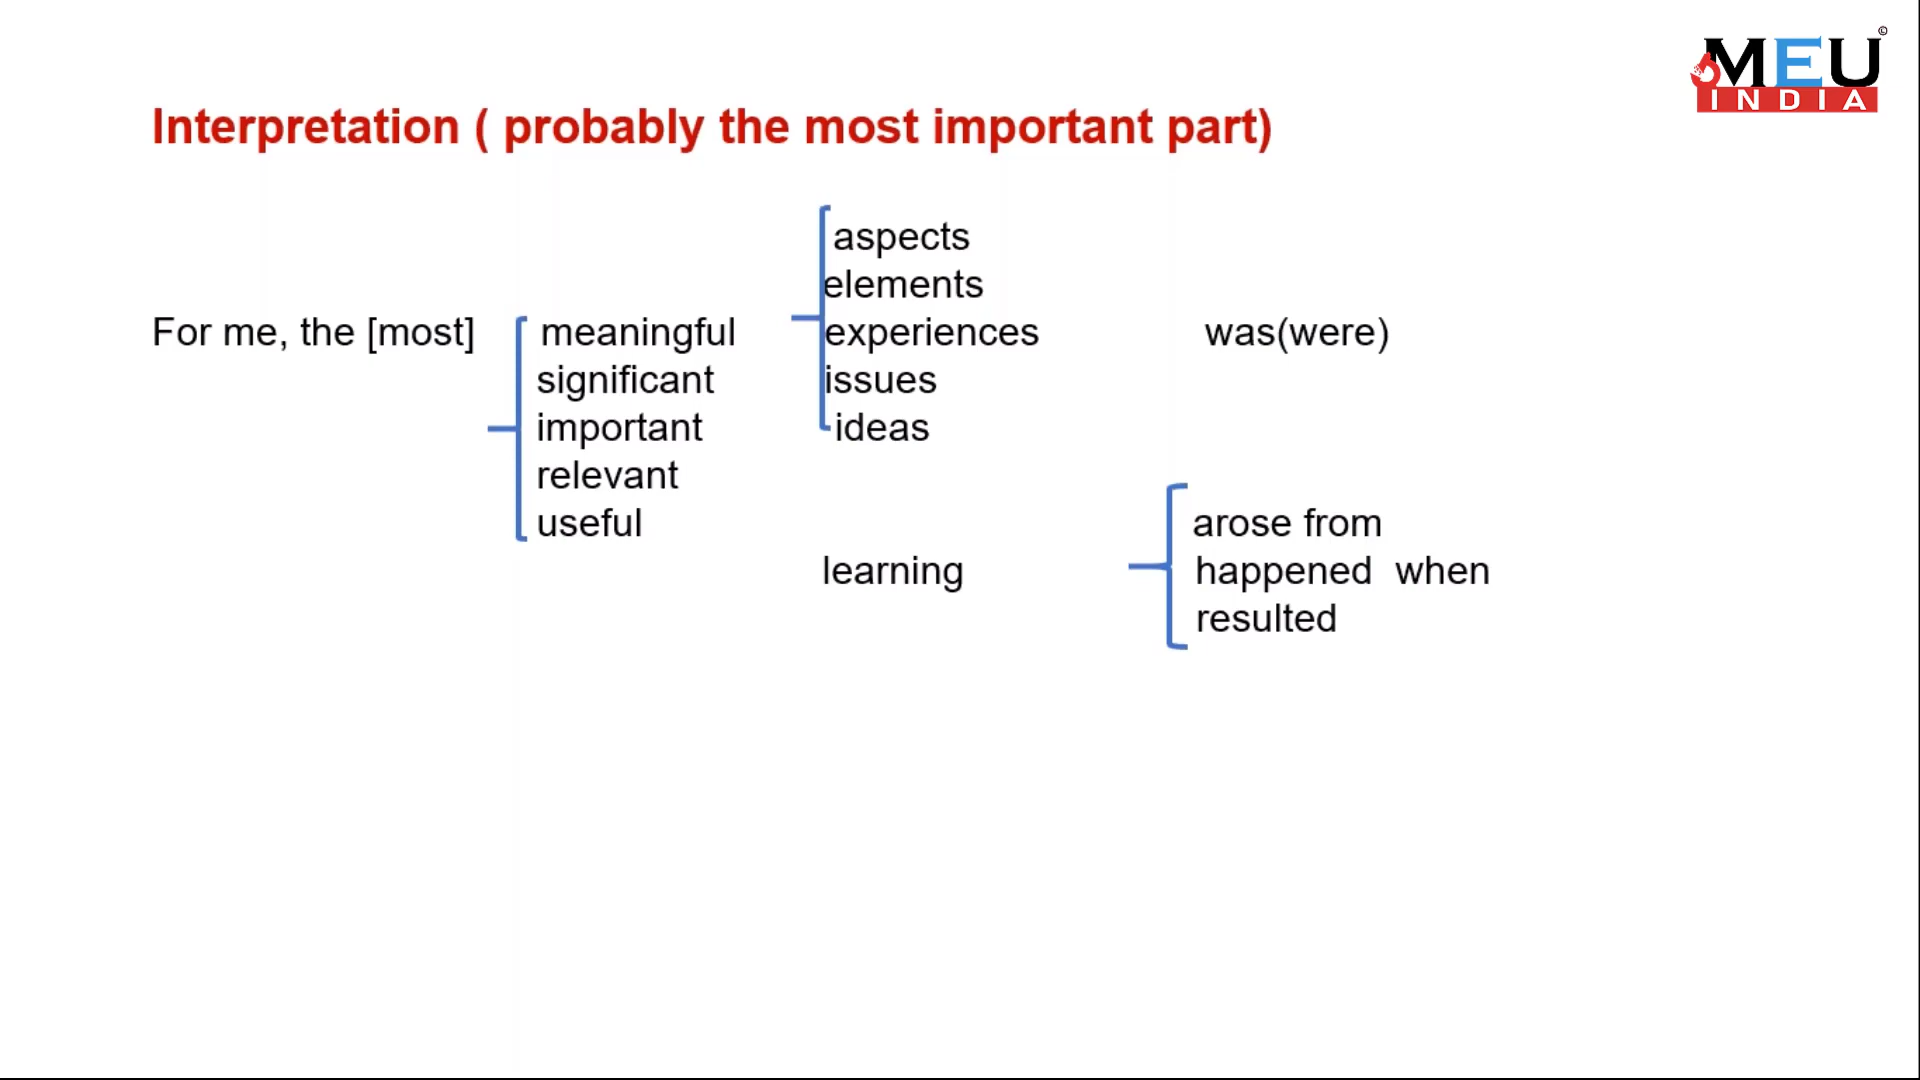 ©
MEU
INDIA
Interpretation ( probably the most important part)
aspects
elements
For me, the [most] meaningful experiences was(were)
significant issues
important ideas
relevant
useful arose from
learning happened when
resulted